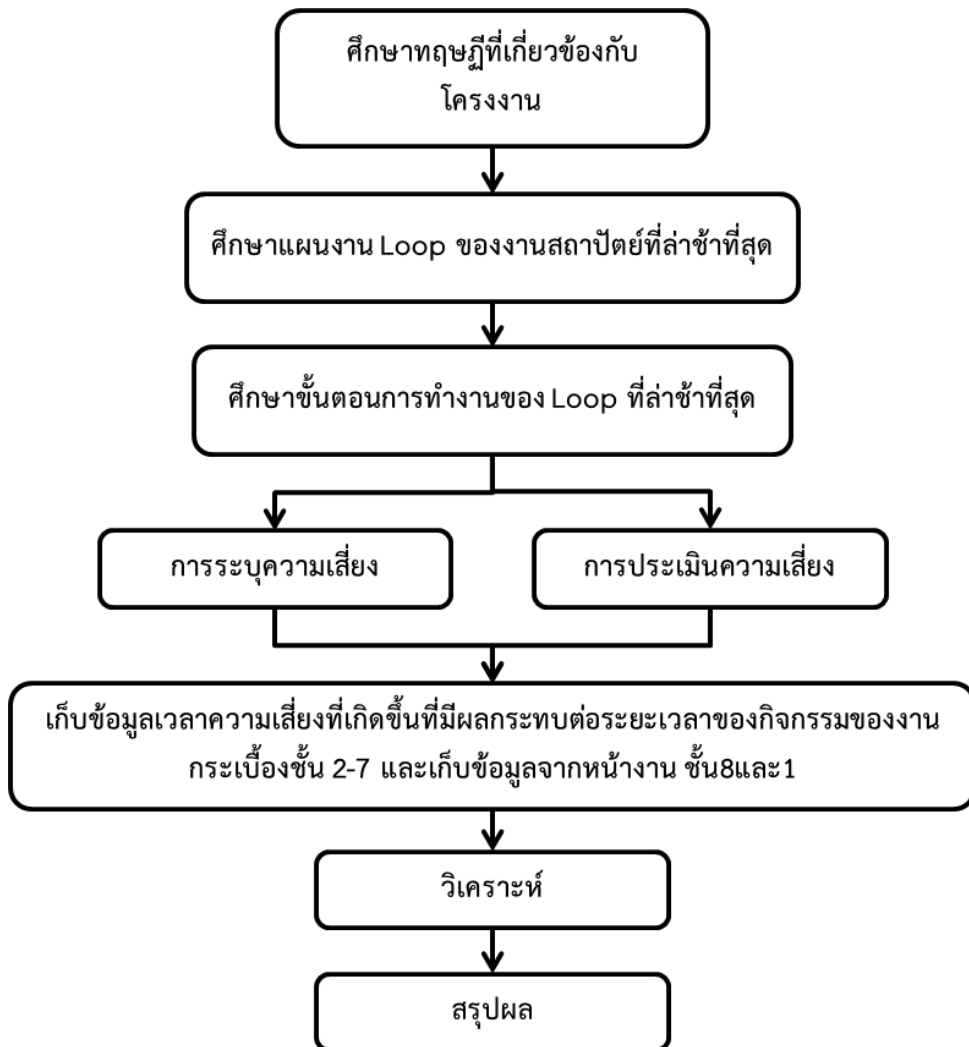 ศึกษาทฤษฏีที่เกี่ยวข้องกับ
โครงงาน
ศึกษาแผนงาน Loop ของงานสถาปัตย์ที่ล่าช้าที่สุด
ศึกษาขั้นตอนการทำงานของ Loop ที่ล่าช้าที่สุด
การระบุความเสี่ยง
การประเมินความเสี่ยง
เก็บข้อมูลเวลาความเสี่ยงที่เกิดขึ้นที่มีผลกระทบต่อระยะเวลาของกิจกรรมของงาน
กระเบื้องชั้น 2-7 และเก็บข้อมูลจากหน้างาน ชั้น8และ1
วิเคราะห์
สรุปผล